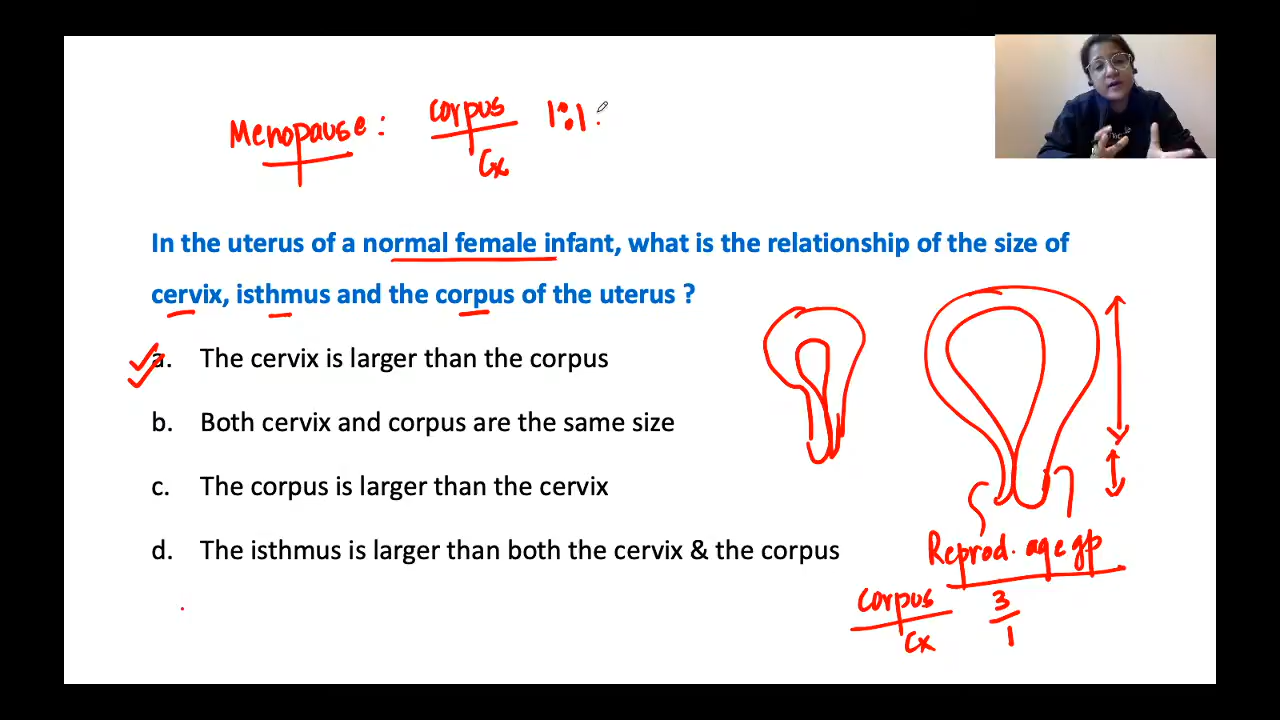 Menopause: corpus 1:1:
Cx
In the uterus of a normal female infant, what is the relationship of the size of
cervix, isthmus and the corpus of the uterus ?
a. The cervix is larger than the corpus
b. Both cervix and corpus are the same size
c. The corpus is larger than the cervix
d. The isthmus is larger than both the cervix & the corpus
Reprod. age gp
corpus 3
Cx 1